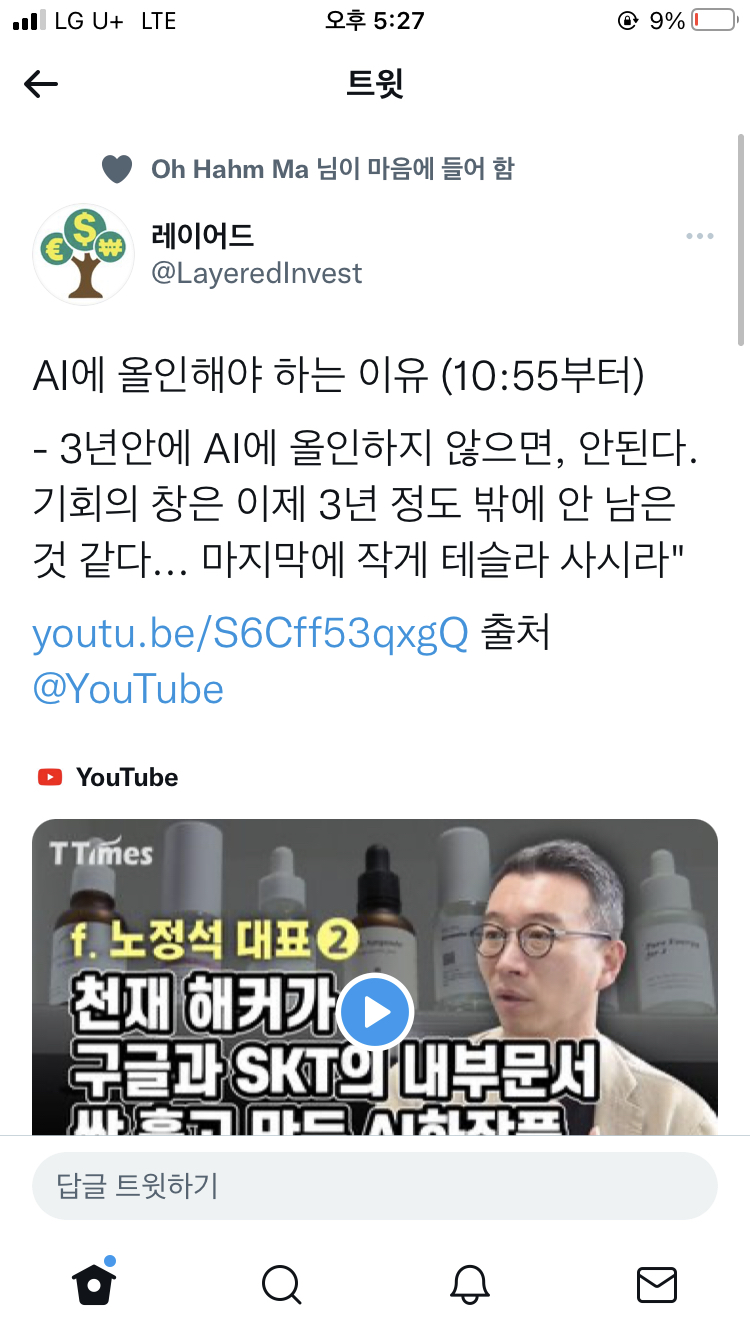 LG U+ LTE 오후 5:27 9%
트윗
Oh Hahm Ma 님이 마음에 들어 함
레이어드
@LayeredInvest
AI에 올인해야 하는 이유 (10:55부터)
- 3년안에 AI에 올인하지 않으면, 안된다.
기회의 창은 이제 3년 정도 밖에 안 남은
것 같다... 마지막에 작게 테슬라 사시라"
youtu.be/S6Cff53qxgQ 출처
@YouTube
YouTube
TTimes
f. 노정석 대표2
천재 해커가
구글과 SKT의 내부문서
답글 트윗하기